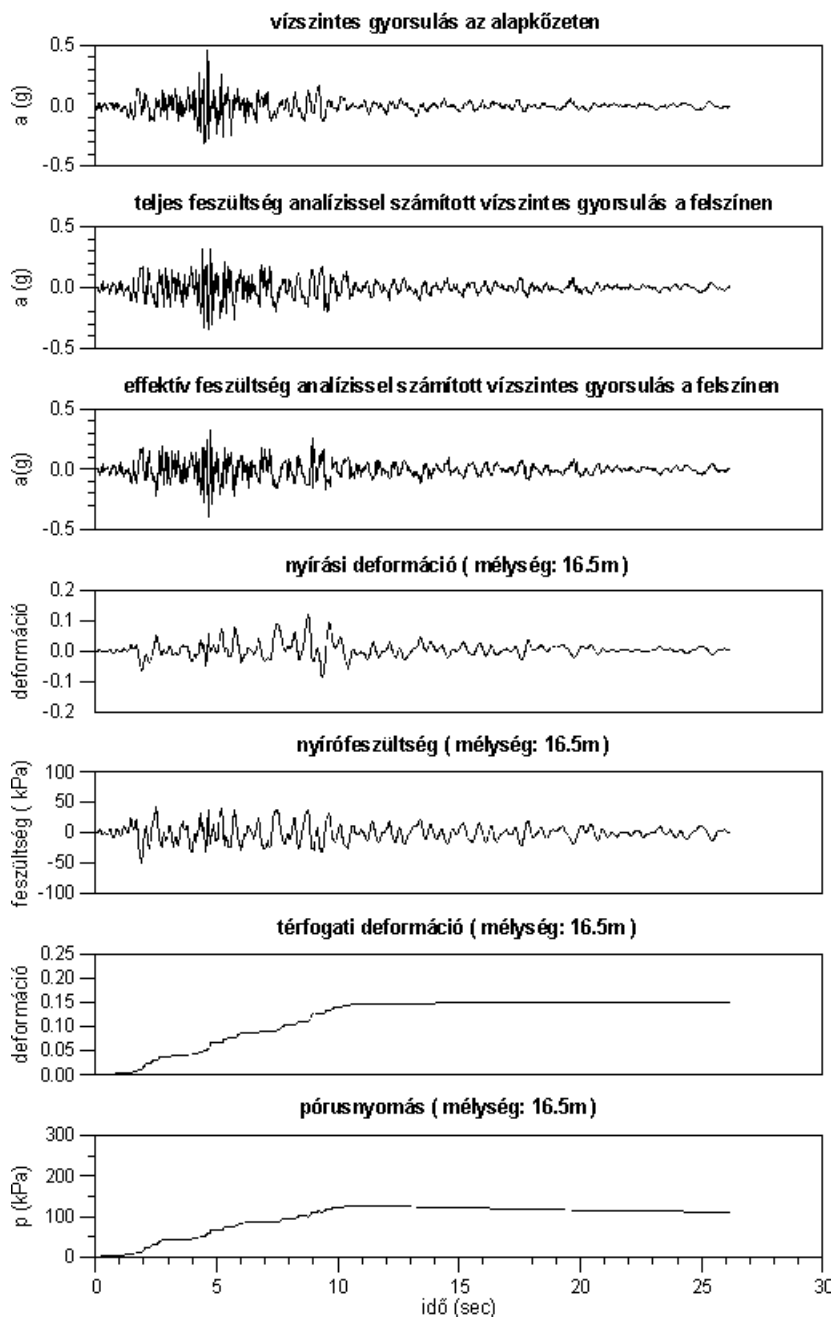 vízszintes gyorsulás az alapkőzeten
0.5
0.0
-0.5
a (g)
teljes feszültség analízissel számított vízszintes gyorsulás a felszínen
0.5
0.0
-0.5
a (g)
effektív feszültség analízissel számított vízszintes gyorsulás a felszínen
0.5
0.0
-0.5
a(g)
nyírási deformáció ( mélység: 16.5m )
0.2
0.1
0.0
-0.1
-0.2
deformáció
nyírófeszültség ( mélység: 16.5m )
100
50
0
-50
-100
feszültség ( kPa)
térfogati deformáció ( mélység: 16.5m )
0.25
0.20
0.15
0.10
0.05
0.00
deformáció
pórusnyomás ( mélység: 16.5m )
300
200
100
0
p (kPa)
0 5 10 15 20 25 30
idő (sec)